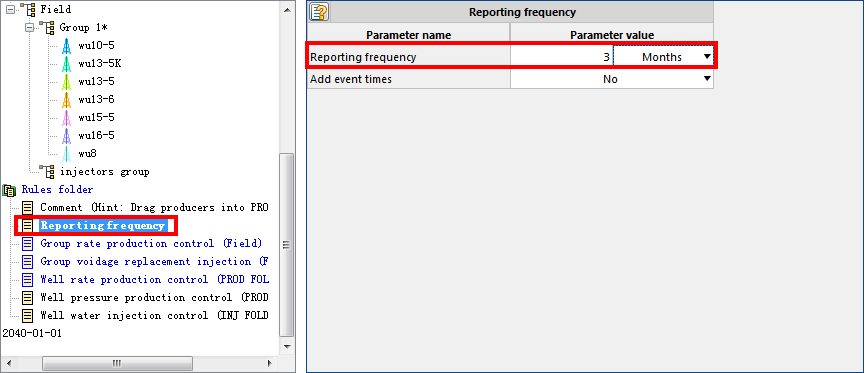 Field
Group 1*
wu10-5
wu13-5K
wu13-5
wu13-6
wu15-5
wu16-5
wu8
injectors group
Rules folder
Comment (Hint: Drag producers into PRO
Reporting frequency
Group rate production control (Field)
Group voidage replacement injection (F
Well rate production control (PROD FOL
Well pressure production control (PROD
Well water injection control (INJ FOLD
2040-01-01
Reporting frequency
Parameter name Parameter value
Reporting frequency 3 Months
Add event times No